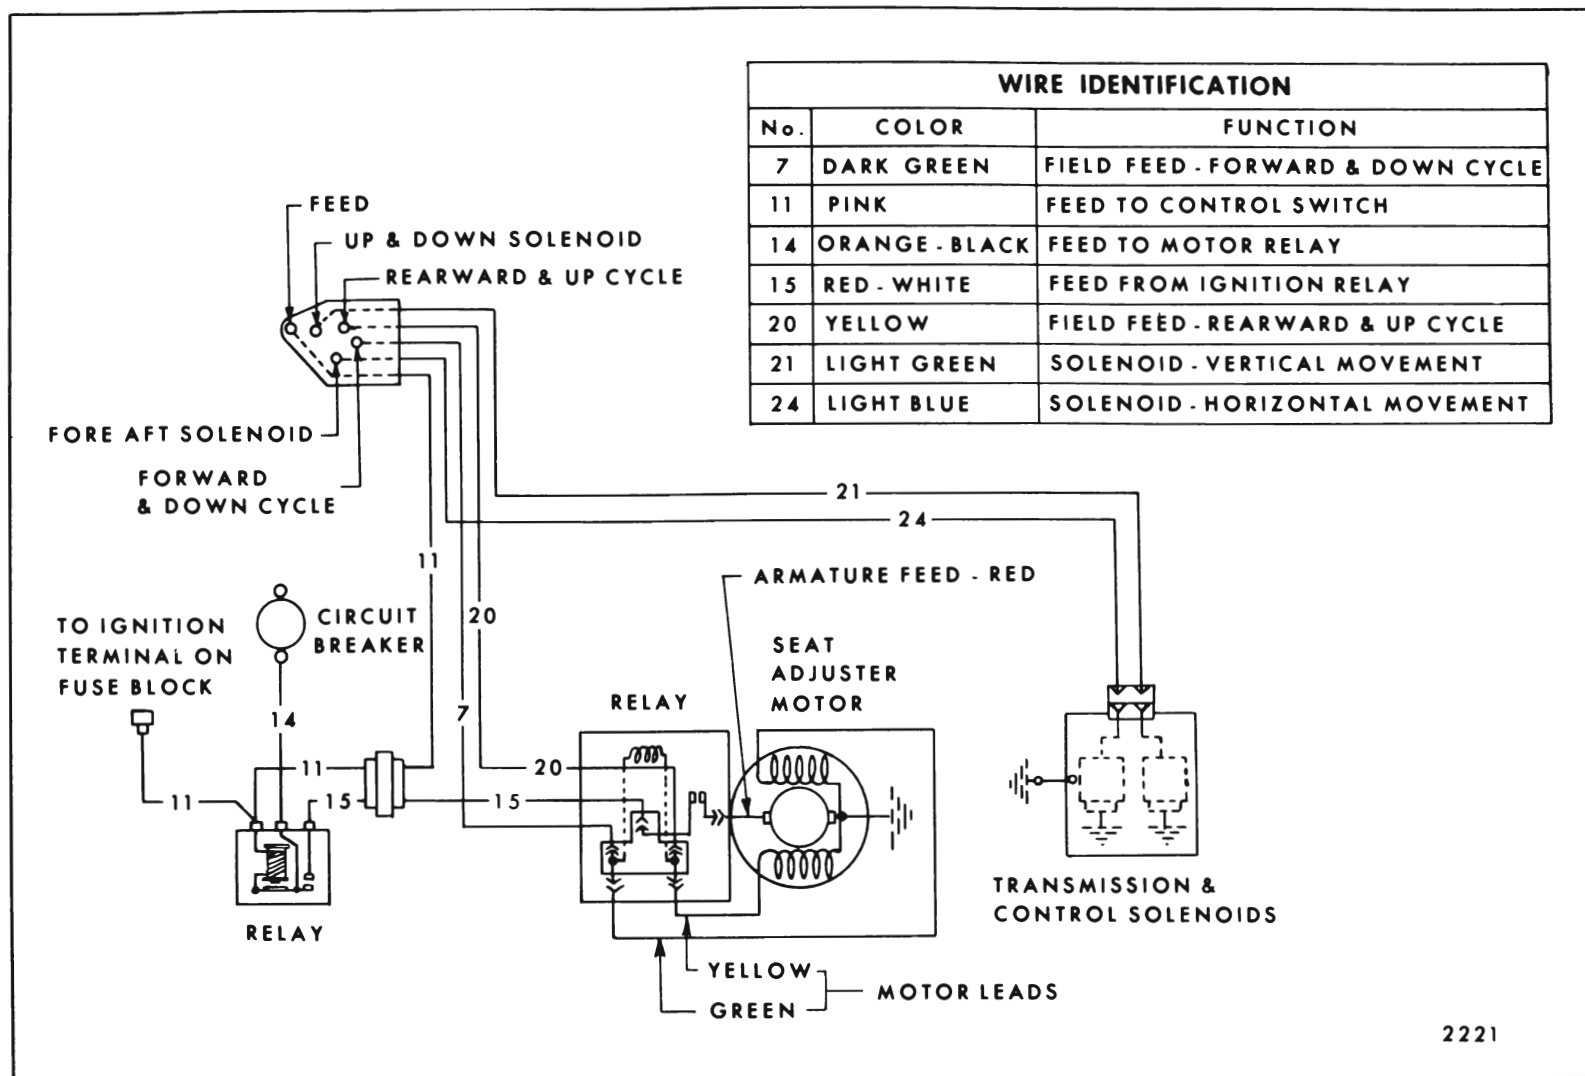 WIRE IDENTIFICATION
No. COLOR FUNCTION
7 DARK GREEN FIELD FEED - FORWARD & DOWN CYCLE
11 PINK FEED TO CONTROL SWITCH
14 ORANGE - BLACK FEED TO MOTOR RELAY
15 RED - WHITE FEED FROM IGNITION RELAY
20 YELLOW FIELD FEED - REARWARD & UP CYCLE
21 LIGHT GREEN SOLENOID - VERTICAL MOVEMENT
24 LIGHT BLUE SOLENOID - HORIZONTAL MOVEMENT
FEED
UP & DOWN SOLENOID
REARWARD & UP CYCLE
FORE AFT SOLENOID
FORWARD
& DOWN CYCLE
21
24
11
ARMATURE FEED - RED
20
CIRCUIT
BREAKER
TO IGNITION
TERMINAL ON
FUSE BLOCK
SEAT
ADJUSTER
MOTOR
RELAY
7
14
11
20
11
15
15
TRANSMISSION &
CONTROL SOLENOIDS
RELAY
YELLOW
GREEN
MOTOR LEADS
2221